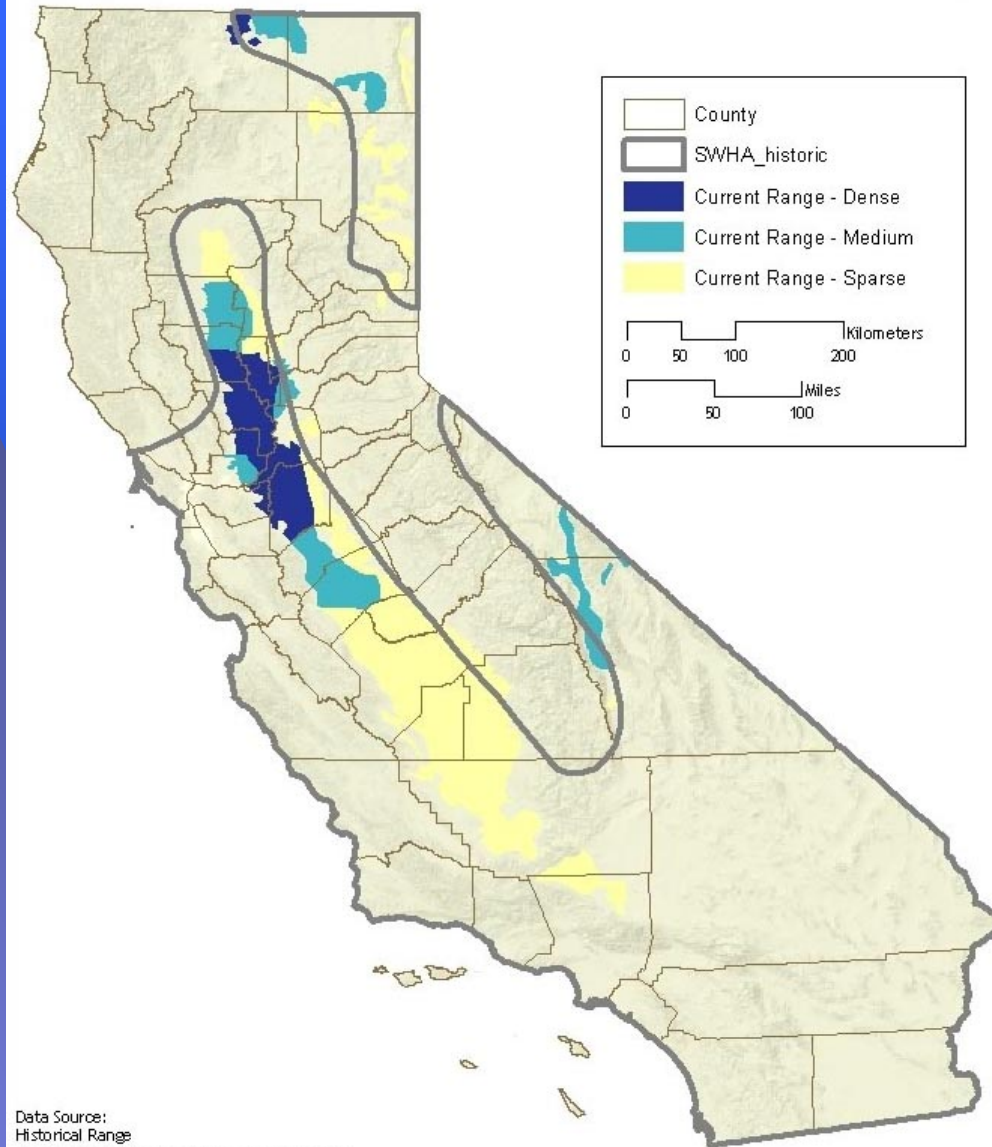 County
SWHA_historic
Current Range - Dense
Current Range - Medium
Current Range - Sparse
Kilometers
0 50 100 200
Miles
0 50 100
Data Source:
Historical Range